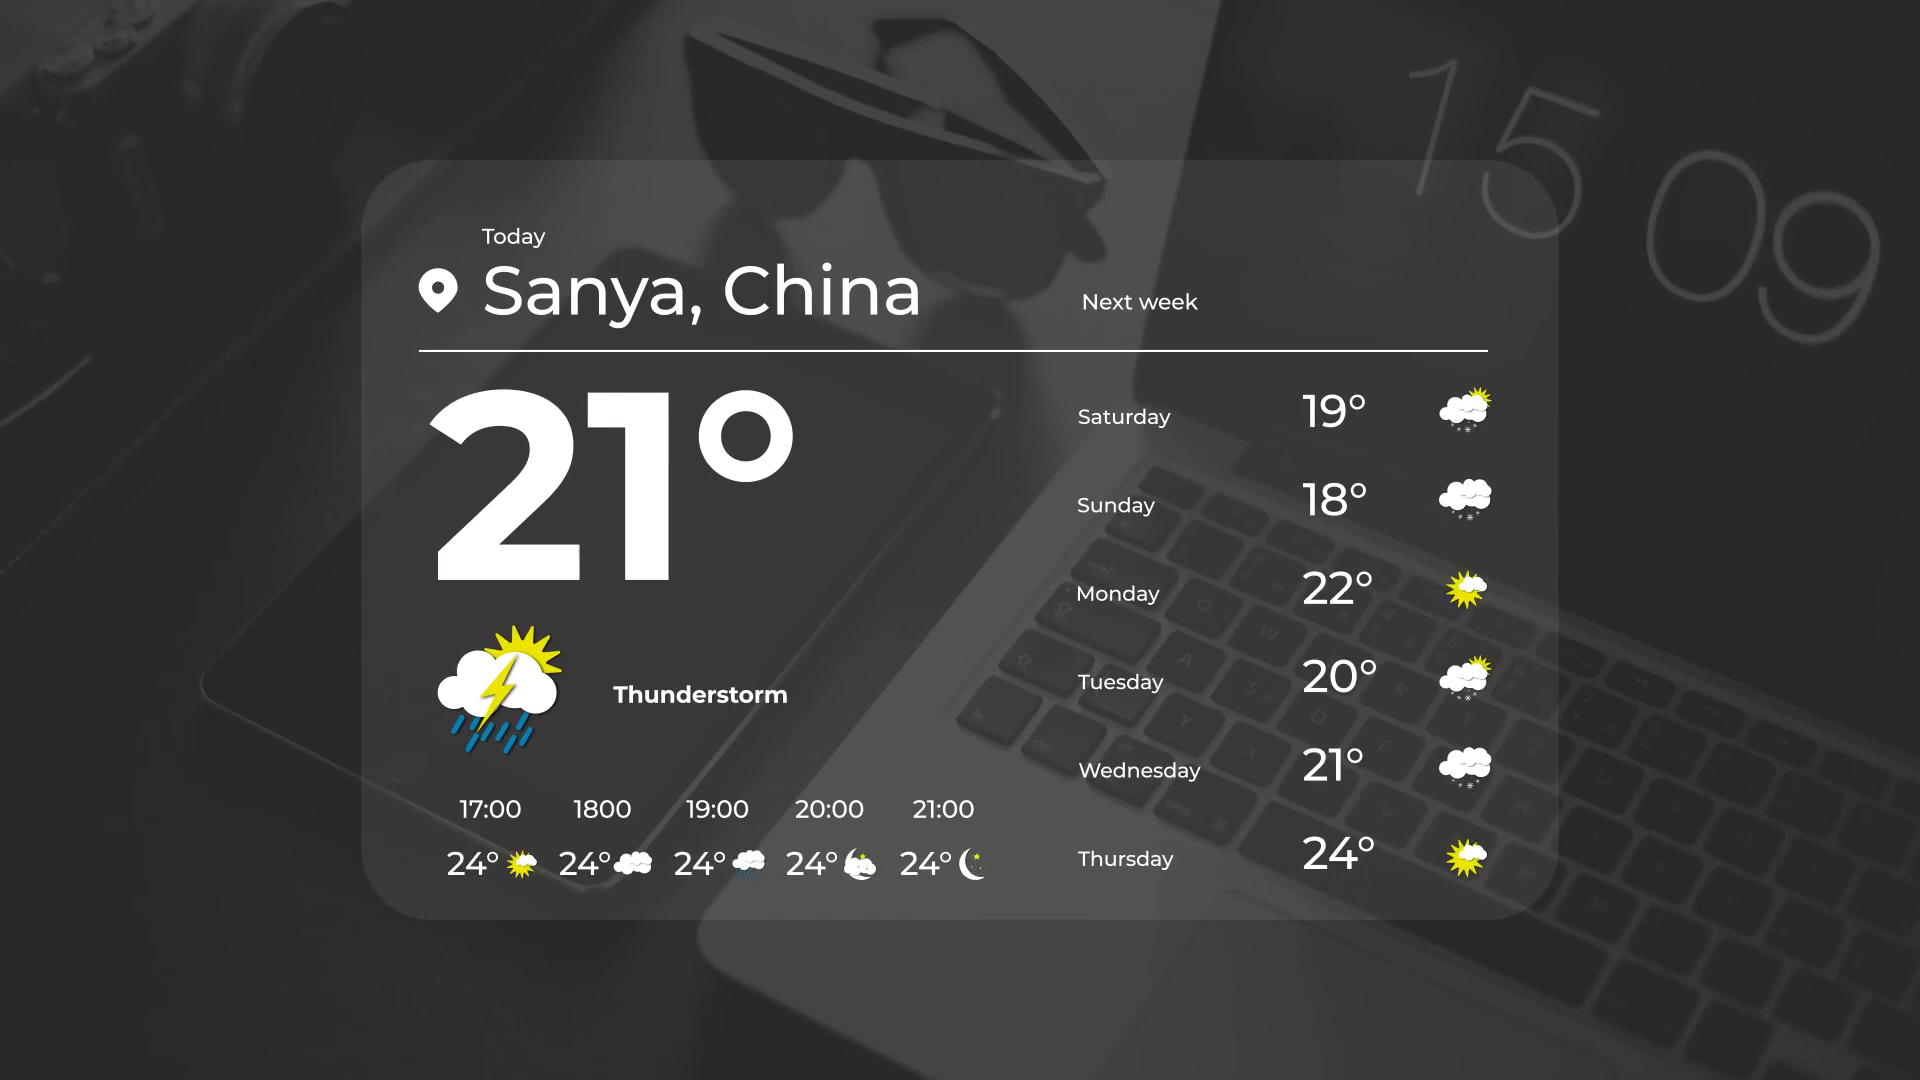 15 09
Today
Sanya, China
Next week
21°
Thunderstorm
17:00 1800 19:00 20:00 21:00
24° 24° 24° 24° 24°
Saturday 19°
Sunday 18°
Monday 22°
Tuesday 20°
Wednesday 21°
Thursday 24°